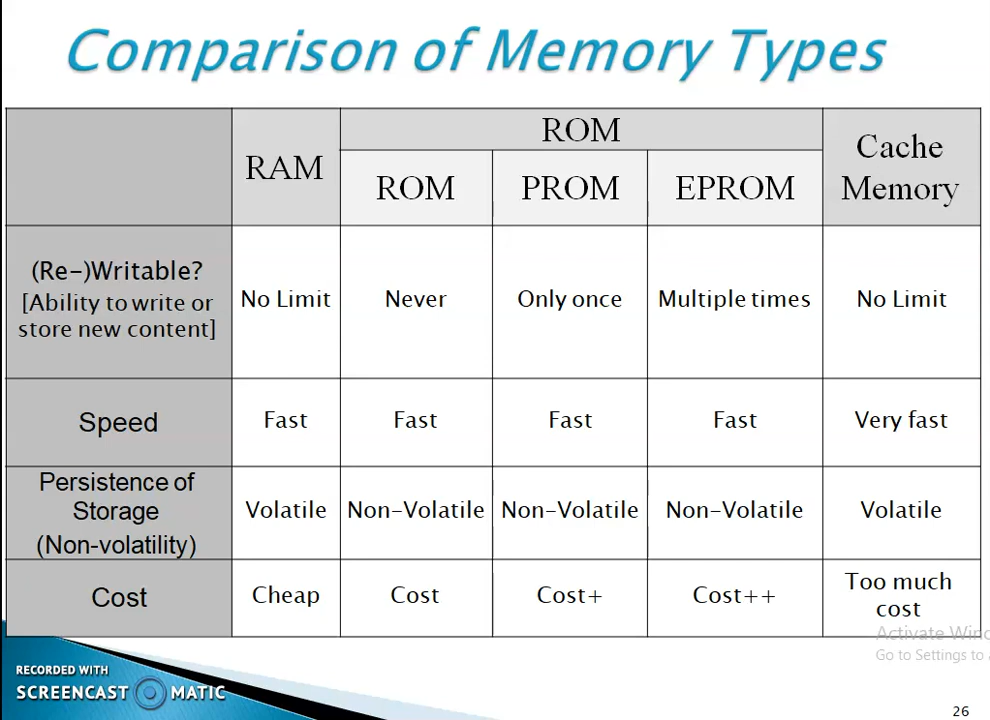 Comparison of Memory Types
RAM
ROM
Cache
Memory
ROM
PROM
EPROM
(Re-)Writable?
[Ability to write or
store new content]
No Limit
Never
Only once
Multiple times
No Limit
Speed
Fast
Fast
Fast
Fast
Very fast
Persistence of
Storage
(Non-volatility)
Volatile
Non-Volatile
Non-Volatile
Non-Volatile
Volatile
Cost
Cheap
Cost
Cost+
Cost++
Too much
cost
Activate Wind
Go to Settings to
RECORDED WITH
SCREENCAST MATIC
26